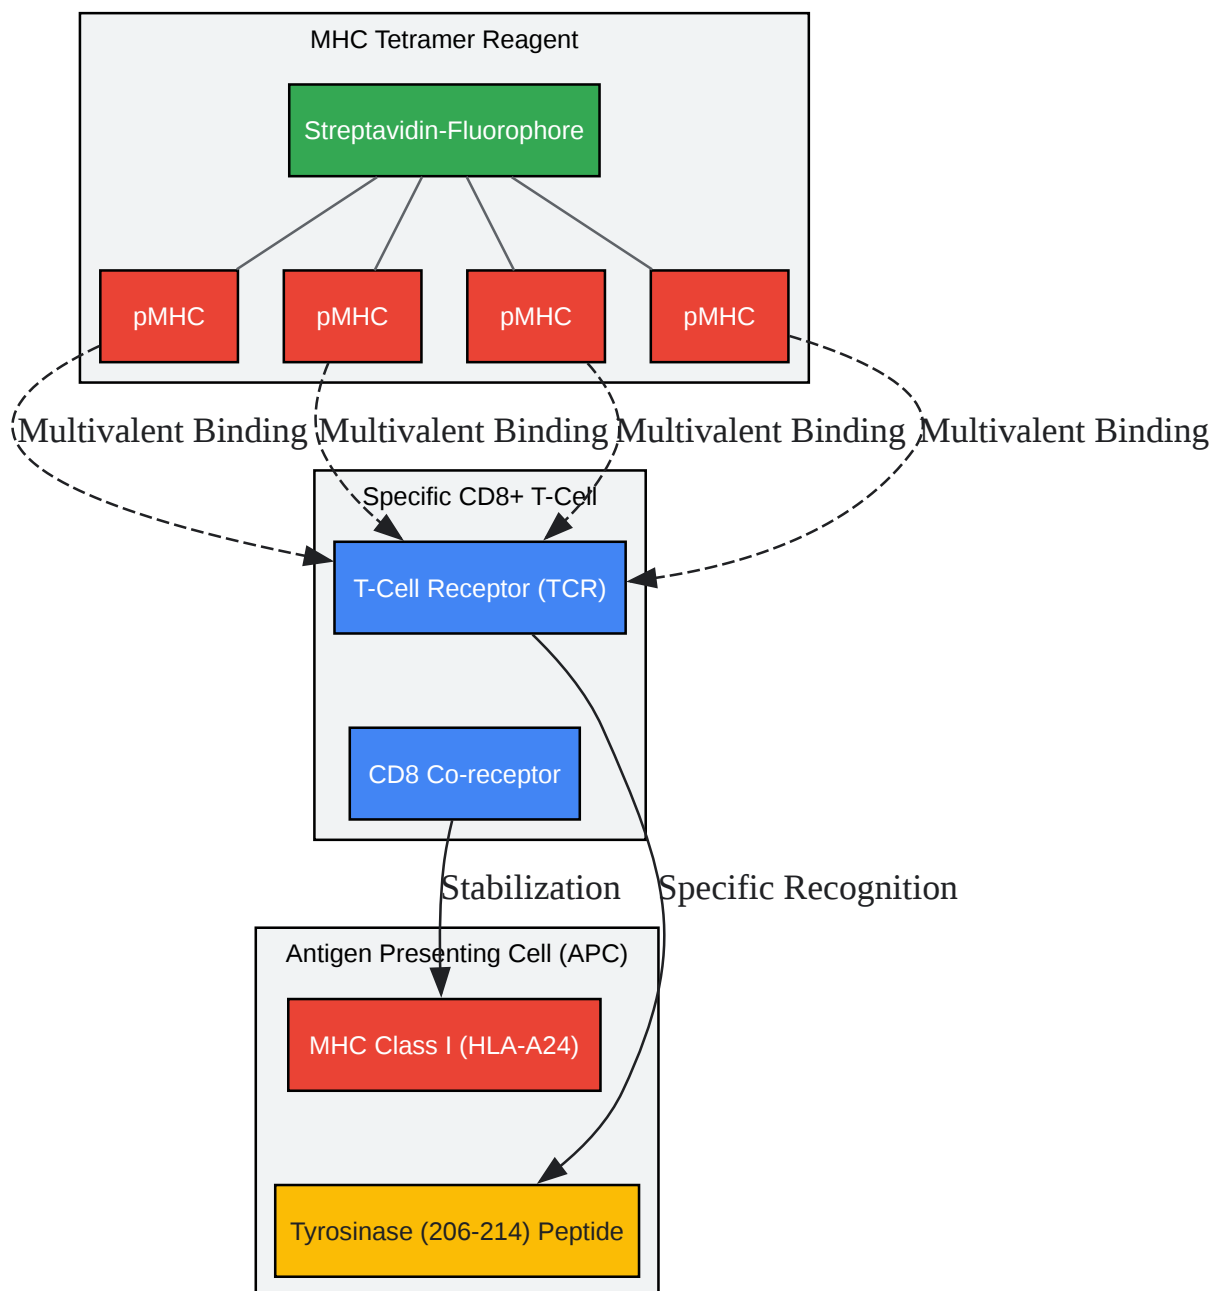 MHC Tetramer Reagent
Streptavidin-Fluorophore
pMHC
pMHC
pMHC
pMHC
Multivalent Binding
Multivalent Binding
Multivalent Binding
Multivalent Binding
Specific CD8+ T-Cell
T-Cell Receptor (TCR)
CD8 Co-receptor
Stabilization
Specific Recognition
Antigen Presenting Cell (APC)
MHC Class I (HLA-A24)
Tyrosinase (206-214) Peptide